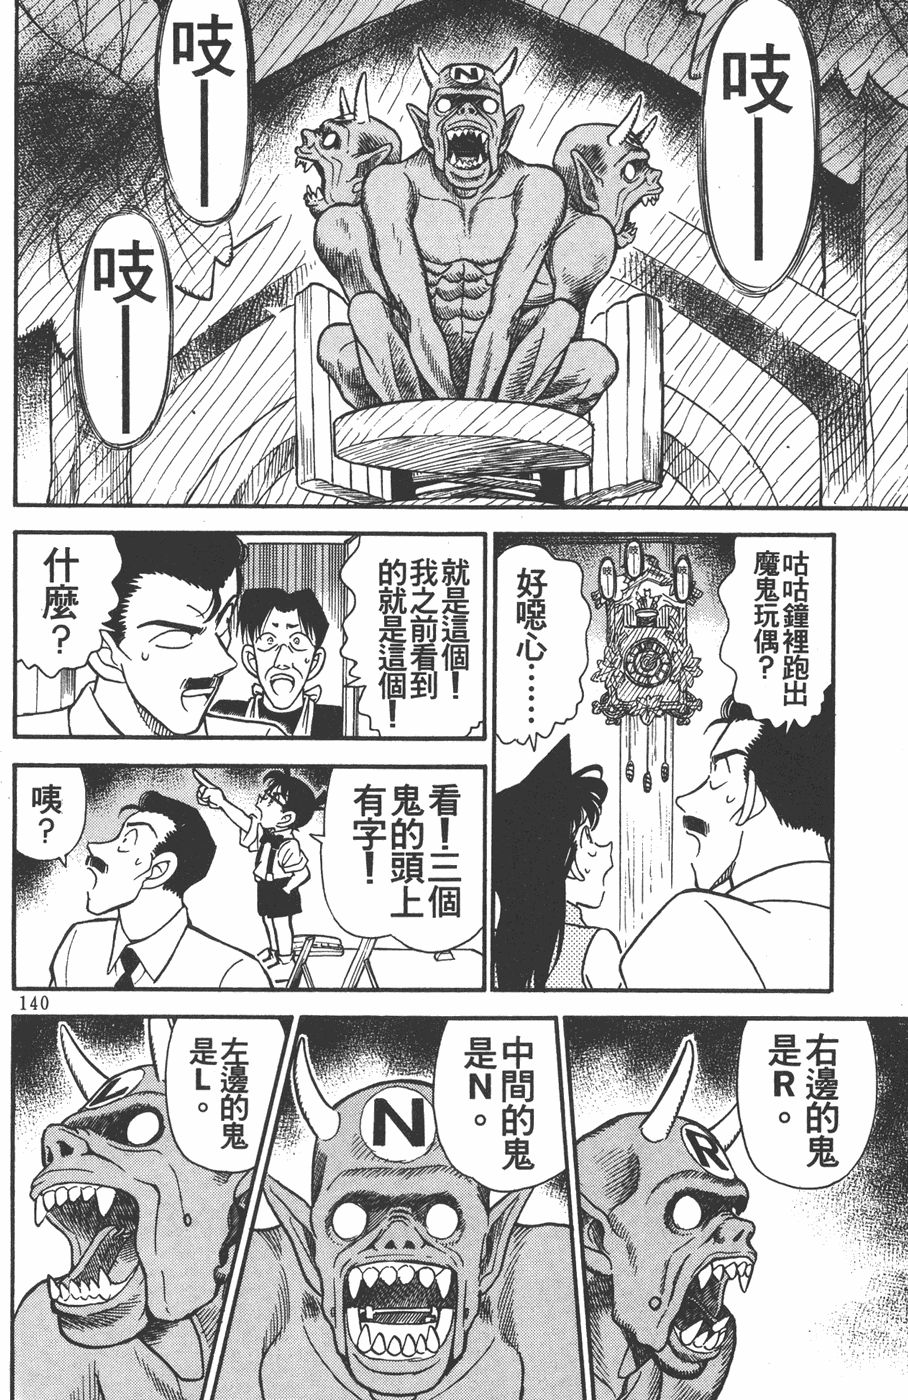 吱——
吱——
吱——
N
咕咕鐘裡跑出
魔鬼玩偶?
吱
吱
吱
好噁心……
就是這個!
我之前看到
的就是這個!
什麼?
看!三個
鬼的頭上
有字!
咦?
140
右邊的鬼
是R。
R
中間的鬼
是N。
N
左邊的鬼
是L。
L